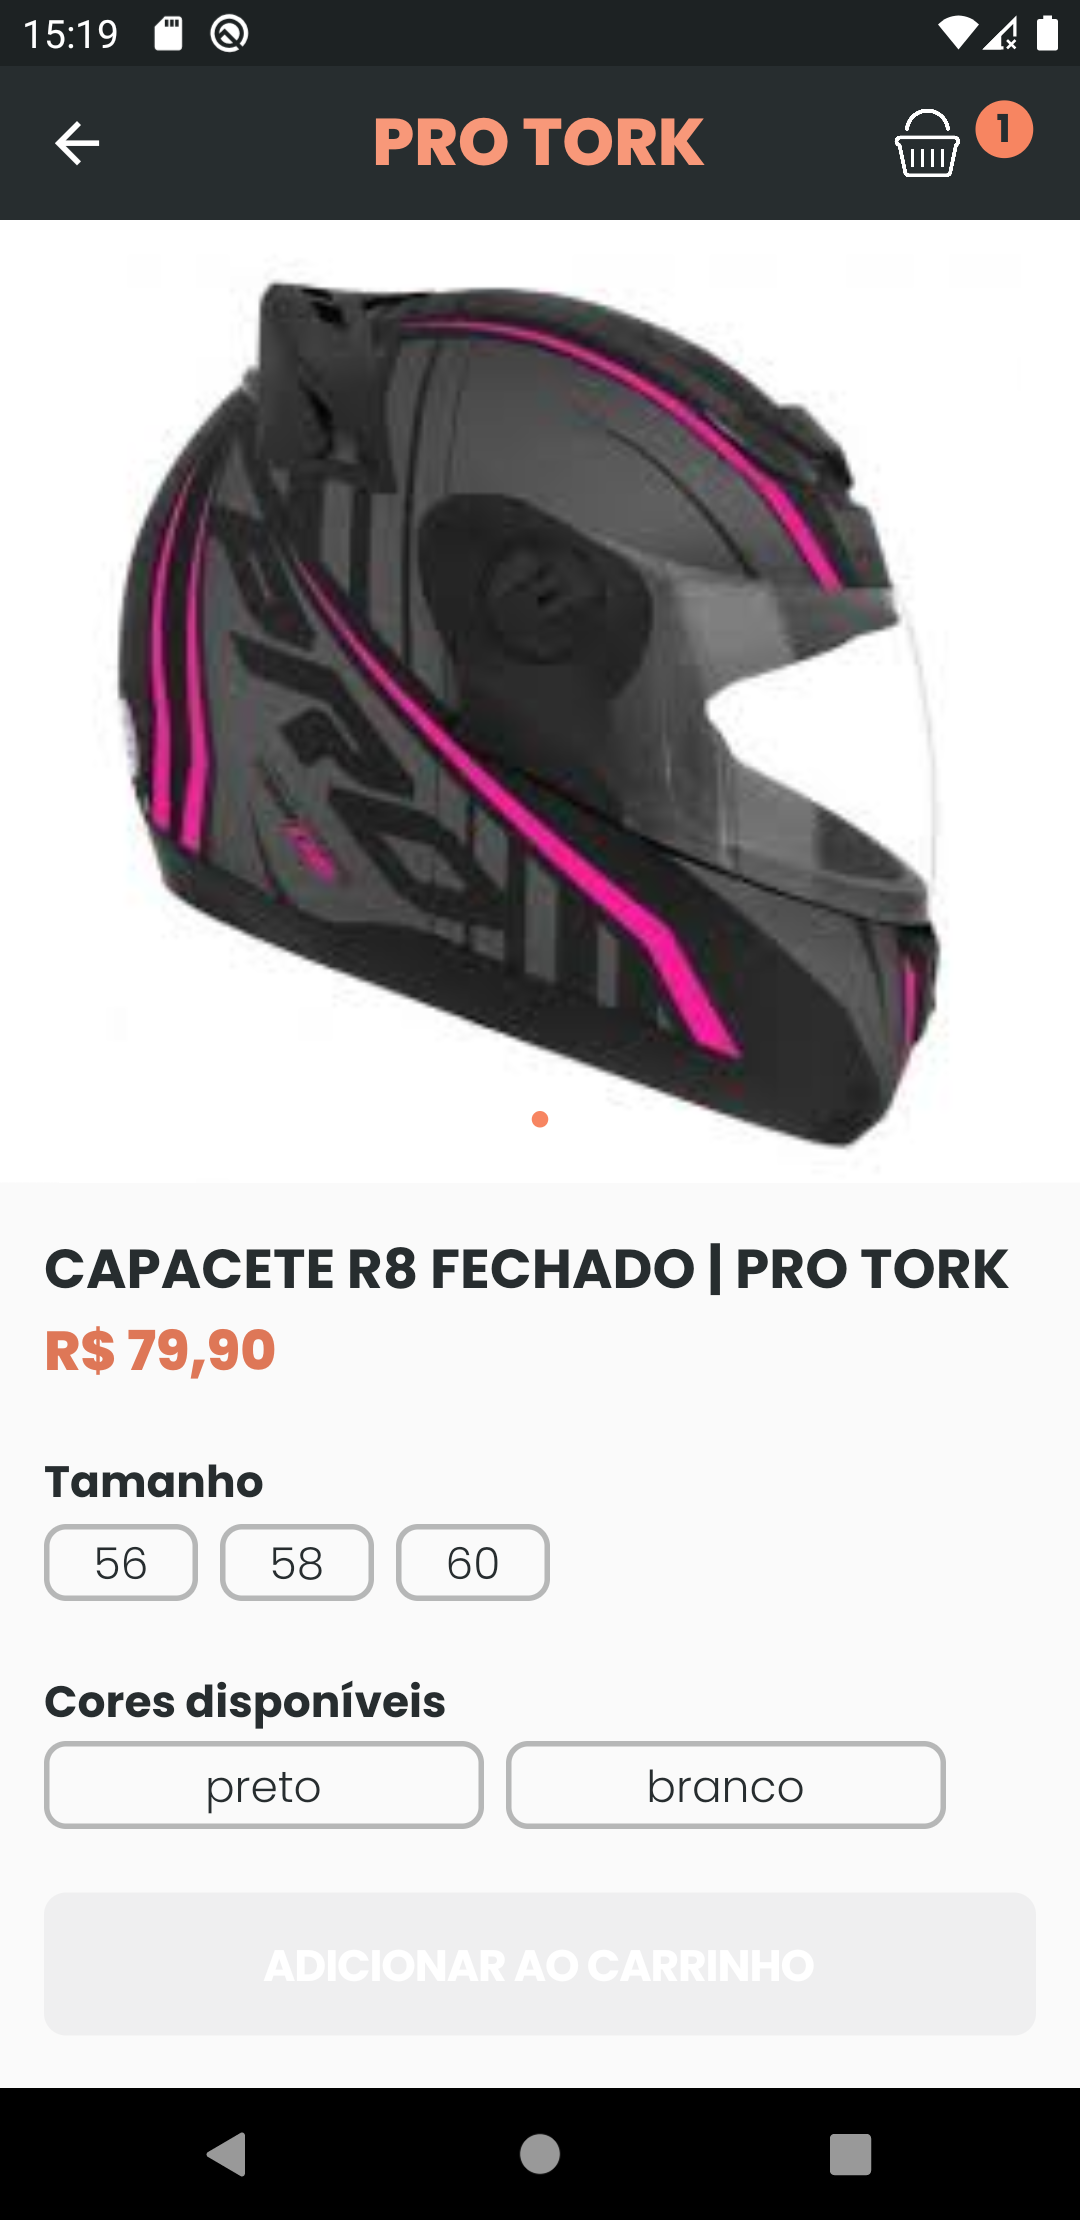 15:19
PRO TORK
1
CAPACETE R8 FECHADO | PRO TORK
R$ 79,90
Tamanho
56 58 60
Cores disponíveis
preto branco
ADICIONAR AO CARRINHO